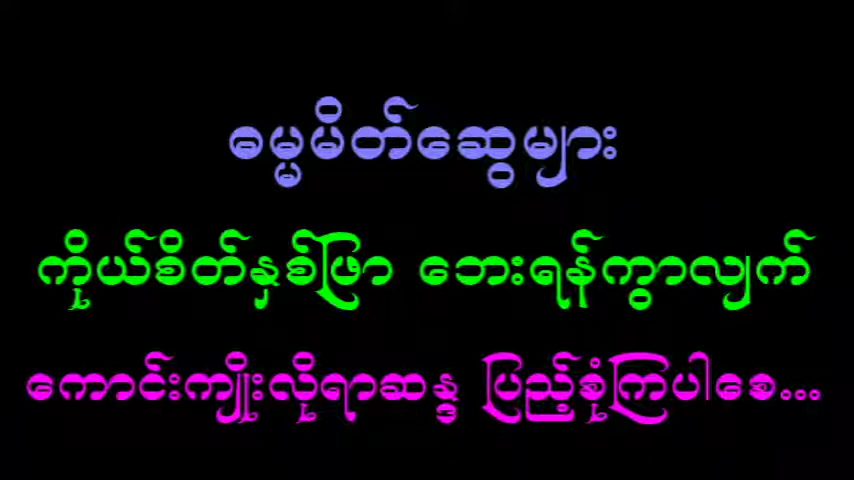 ဓမ္မမိတ်ဆွေများ
ကိုယ်စိတ်နှစ်ဖြာ ဘေးရန်ကွာလျက်
ကောင်းကျိုးလိုရာဆန္ဒ ပြည့်စုံကြပါစေ...